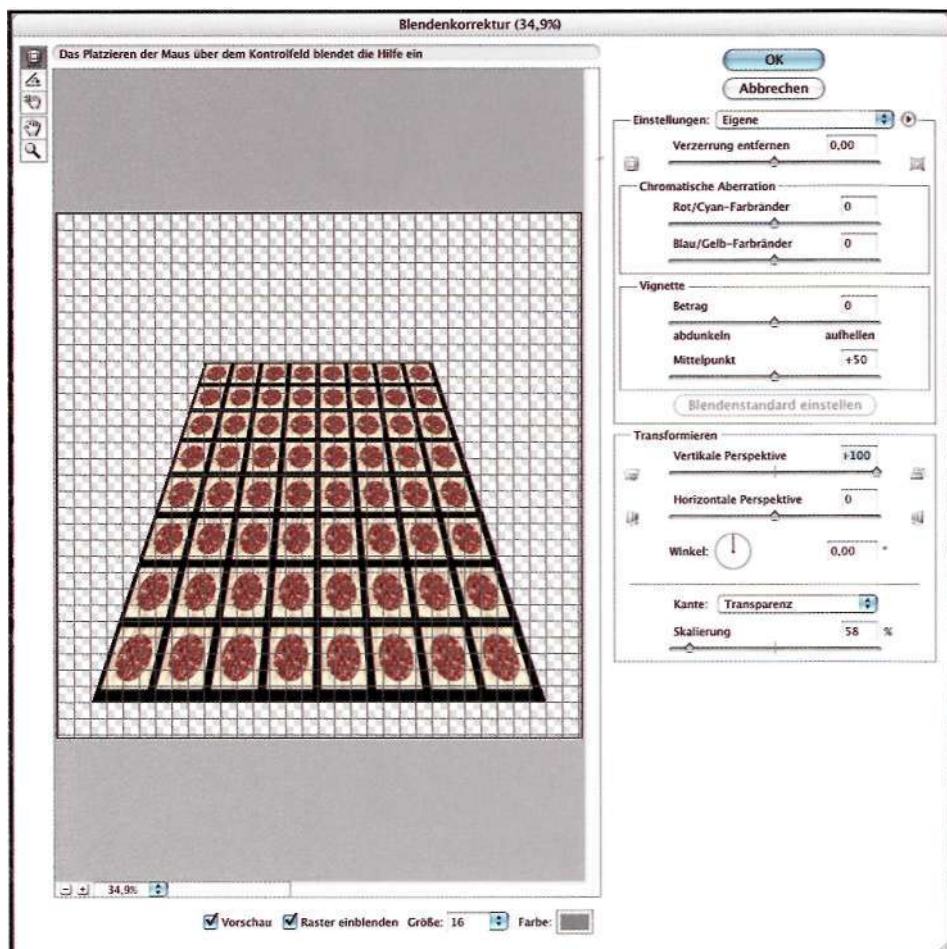 Blendenkorrektur (34,9%)
Das Platzieren der Maus über dem Kontrolfeld blendet die Hilfe ein
OK
Abbrechen
Einstellungen: Eigene
Verzerrung entfernen 0,00
Chromatische Aberration
Rot/Cyan-Farbränder 0
Blau/Gelb-Farbränder 0
Vignette
Betrag 0
abdunkeln aufhellen
Mittelpunkt +50
Blendenstandard einstellen
Transformieren
Vertikale Perspektive +100
Horizontale Perspektive 0
Winkel: 0,00 °
Kante: Transparenz
Skalierung 58 %
34,9%
Vorschau Raster einblenden Größe: 16 Farbe: